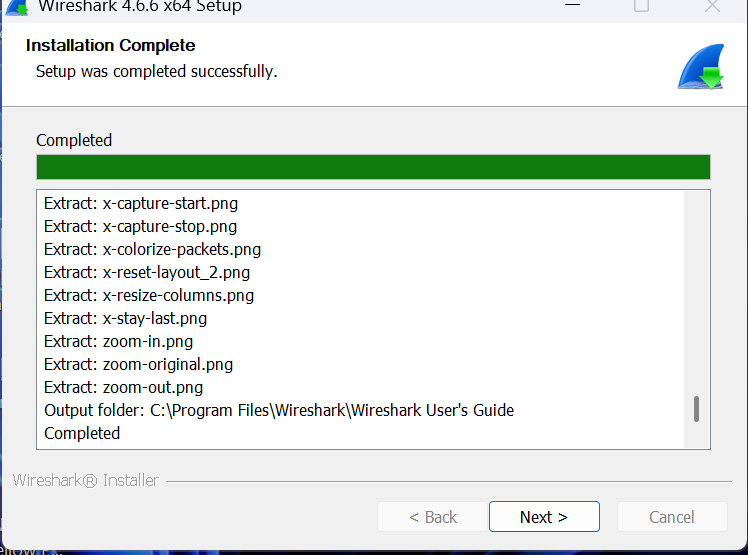 Wireshark 4.6.6 x64 Setup
Installation Complete
Setup was completed successfully.
Completed
Extract: x-capture-start.png
Extract: x-capture-stop.png
Extract: x-colorize-packets.png
Extract: x-reset-layout_2.png
Extract: x-resize-columns.png
Extract: x-stay-last.png
Extract: zoom-in.png
Extract: zoom-original.png
Extract: zoom-out.png
Output folder: C:\Program Files\Wireshark\Wireshark User's Guide
Completed
Wireshark® Installer
< Back
Next >
Cancel